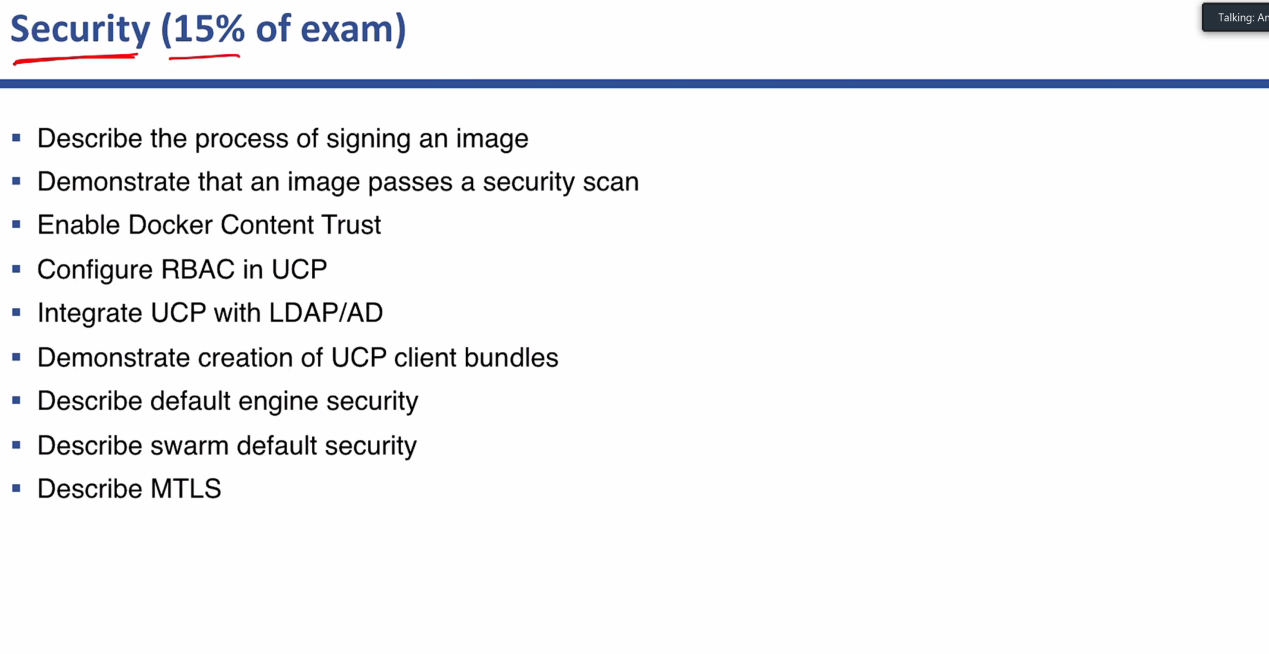 Security (15% of exam)
Talking: An
Describe the process of signing an image
Demonstrate that an image passes a security scan
Enable Docker Content Trust
Configure RBAC in UCP
Integrate UCP with LDAP/AD
Demonstrate creation of UCP client bundles
Describe default engine security
Describe swarm default security
Describe MTLS